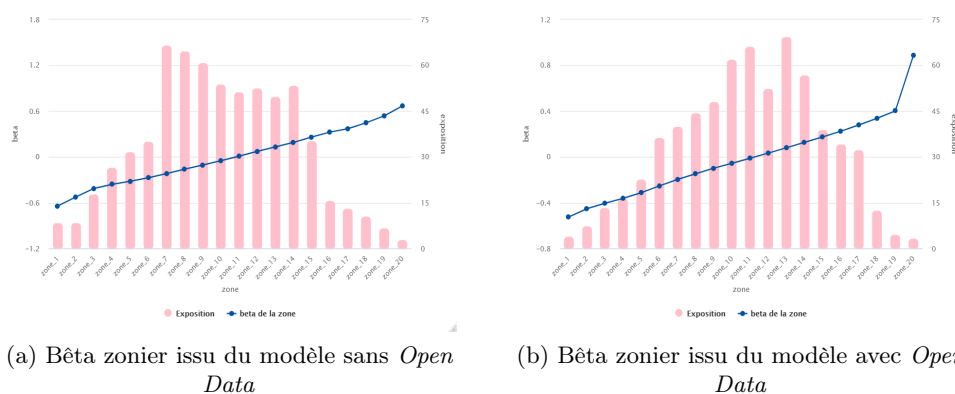 1.8
1.2
0.6
0
−0.6
−1.2
beta
75
60
45
30
15
0
exposition
zone_1 zone_2 zone_3 zone_4 zone_5 zone_6 zone_7 zone_8 zone_9 zone_10 zone_11 zone_12 zone_13 zone_14 zone_15 zone_16 zone_17 zone_18 zone_19 zone_20
zone
Exposition beta de la zone
(a) Bêta zonier issu du modèle sans Open
Data
1.2
0.8
0.4
0
−0.4
−0.8
beta
75
60
45
30
15
0
exposition
zone_1 zone_2 zone_3 zone_4 zone_5 zone_6 zone_7 zone_8 zone_9 zone_10 zone_11 zone_12 zone_13 zone_14 zone_15 zone_16 zone_17 zone_18 zone_19 zone_20
zone
Exposition beta de la zone
(b) Bêta zonier issu du modèle avec Open
Data